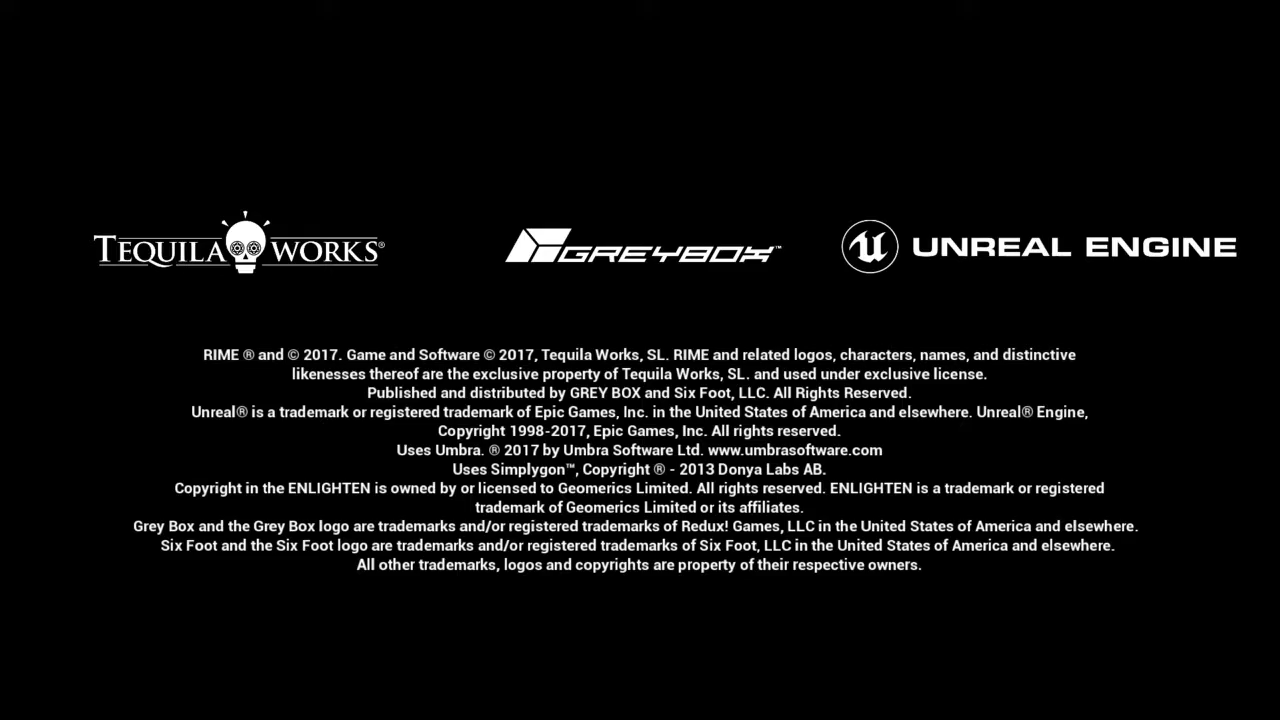 TEQUILA WORKS®
GREYBOX™
UNREAL ENGINE
RIME ® and © 2017. Game and Software © 2017, Tequila Works, SL. RIME and related logos, characters, names, and distinctive
likenesses thereof are the exclusive property of Tequila Works, SL. and used under exclusive license.
Published and distributed by GREY BOX and Six Foot, LLC. All Rights Reserved.
Unreal® is a trademark or registered trademark of Epic Games, Inc. in the United States of America and elsewhere. Unreal® Engine,
Copyright 1998-2017, Epic Games, Inc. All rights reserved.
Uses Umbra. ® 2017 by Umbra Software Ltd. www.umbrasoftware.com
Uses Simplygon™, Copyright ® - 2013 Donya Labs AB.
Copyright in the ENLIGHTEN is owned by or licensed to Geomerics Limited. All rights reserved. ENLIGHTEN is a trademark or registered
trademark of Geomerics Limited or its affiliates.
Grey Box and the Grey Box logo are trademarks and/or registered trademarks of Redux! Games, LLC in the United States of America and elsewhere.
Six Foot and the Six Foot logo are trademarks and/or registered trademarks of Six Foot, LLC in the United States of America and elsewhere.
All other trademarks, logos and copyrights are property of their respective owners.